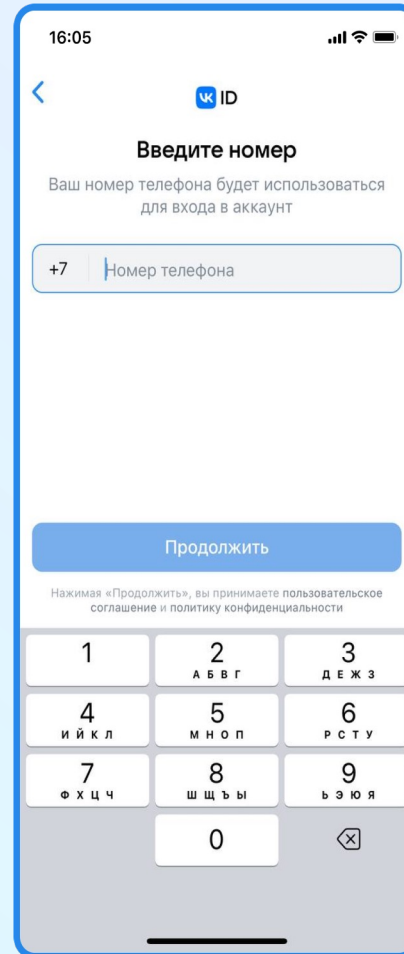 16:05
VK ID
Введите номер
Ваш номер телефона будет использоваться
для входа в аккаунт
+7 Номер телефона
Продолжить
Нажимая «Продолжить», вы принимаете пользовательское
соглашение и политику конфиденциальности
1 2 3
А Б В Г Д Е Ж З
4 5 6
И Й К Л М Н О П Р С Т У
7 8 9
Ф Х Ц Ч Ш Щ Ъ Ы Ь Э Ю Я
0